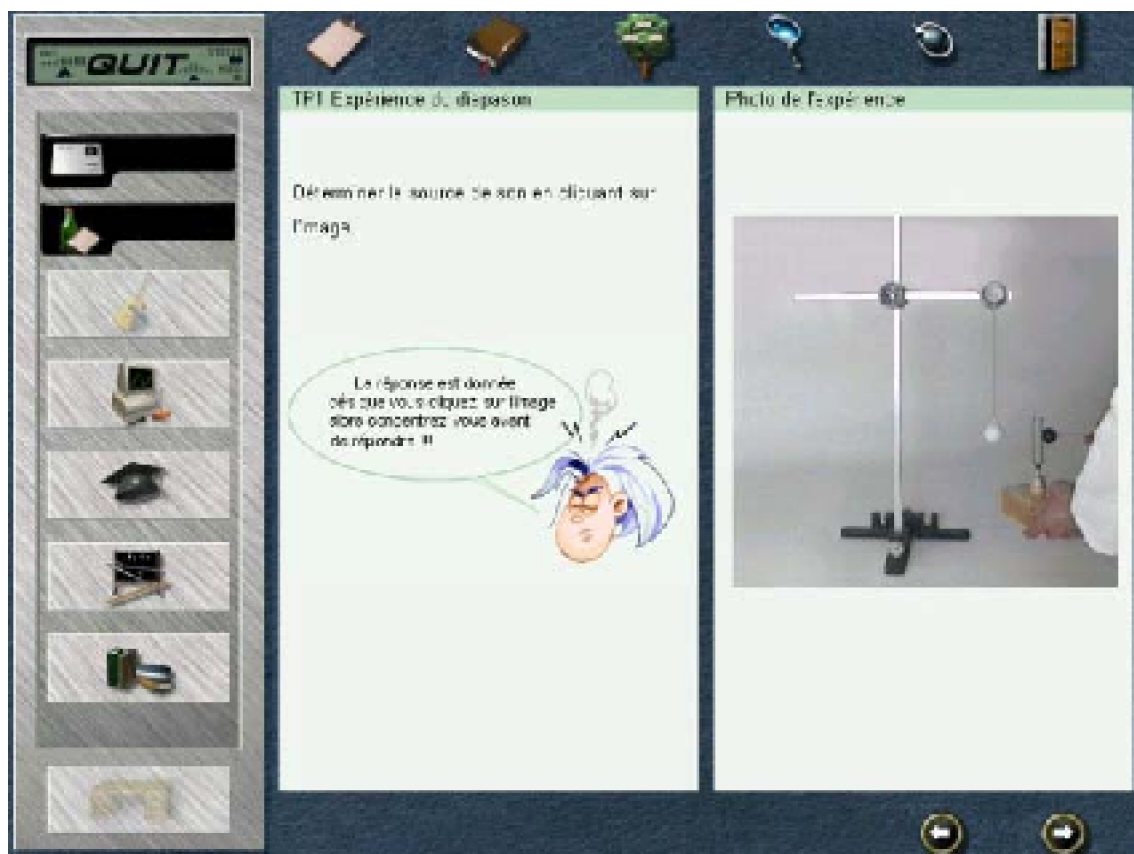 QUIT
TP1 Expérience du diapason
Photo de l'expérience
Déterminer la source de son en cliquant sur
l'image.
La réponse est donnée
dès que vous cliquez sur l'image
alors concentrez vous avant
de répondre !!!